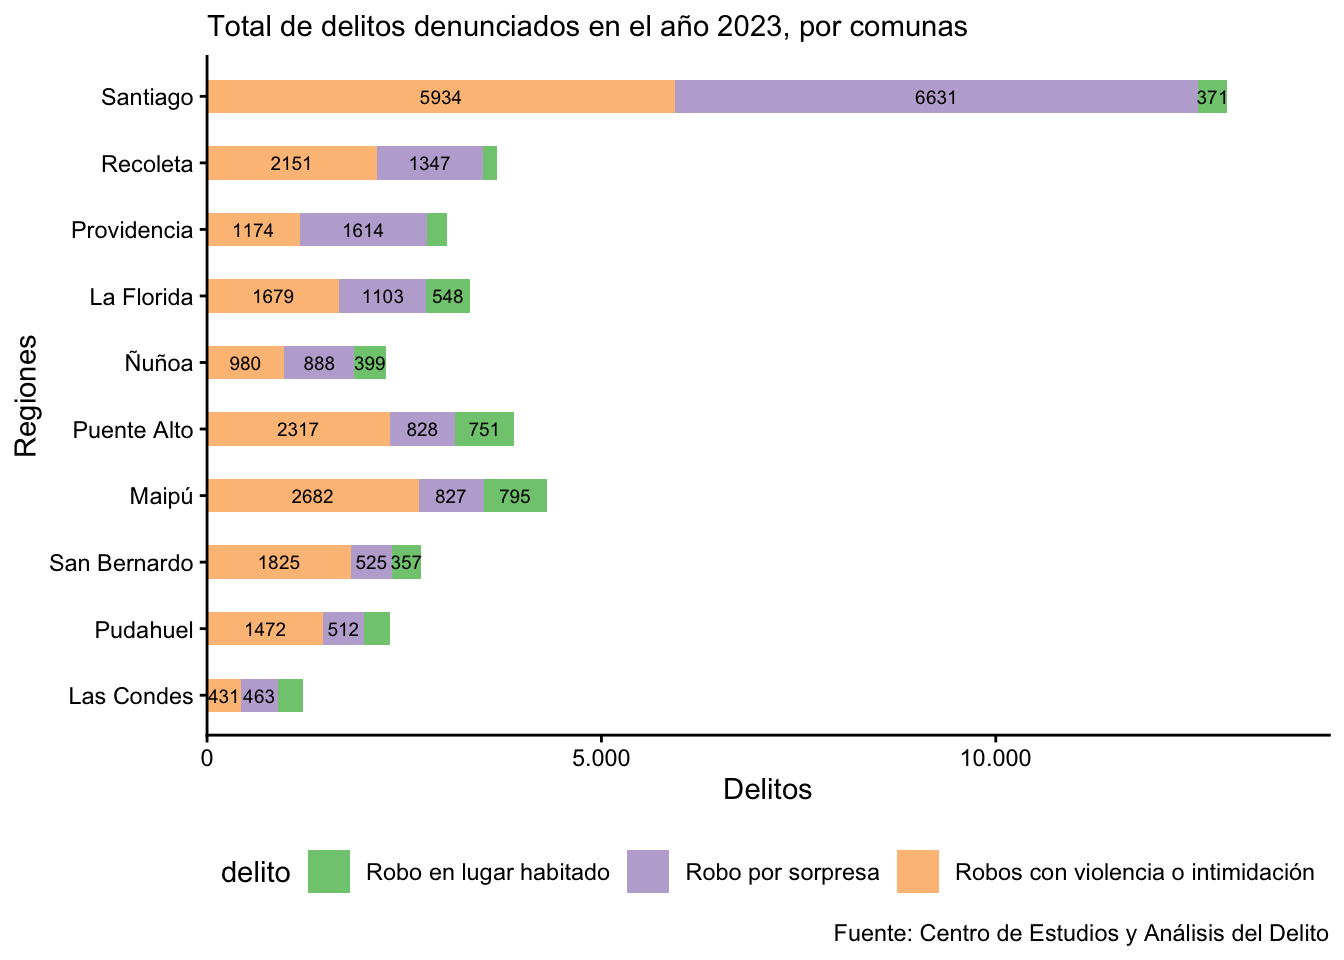 Total de delitos denunciados en el año 2023, por comunas
Regiones
Santiago 5934 6631 371
Recoleta 2151 1347
Providencia 1174 1614
La Florida 1679 1103 548
Ñuñoa 980 888 399
Puente Alto 2317 828 751
Maipú 2682 827 795
San Bernardo 1825 525 357
Pudahuel 1472 512
Las Condes 431 463
0 5.000 10.000
Delitos
delito Robo en lugar habitado Robo por sorpresa Robos con violencia o intimidación
Fuente: Centro de Estudios y Análisis del Delito